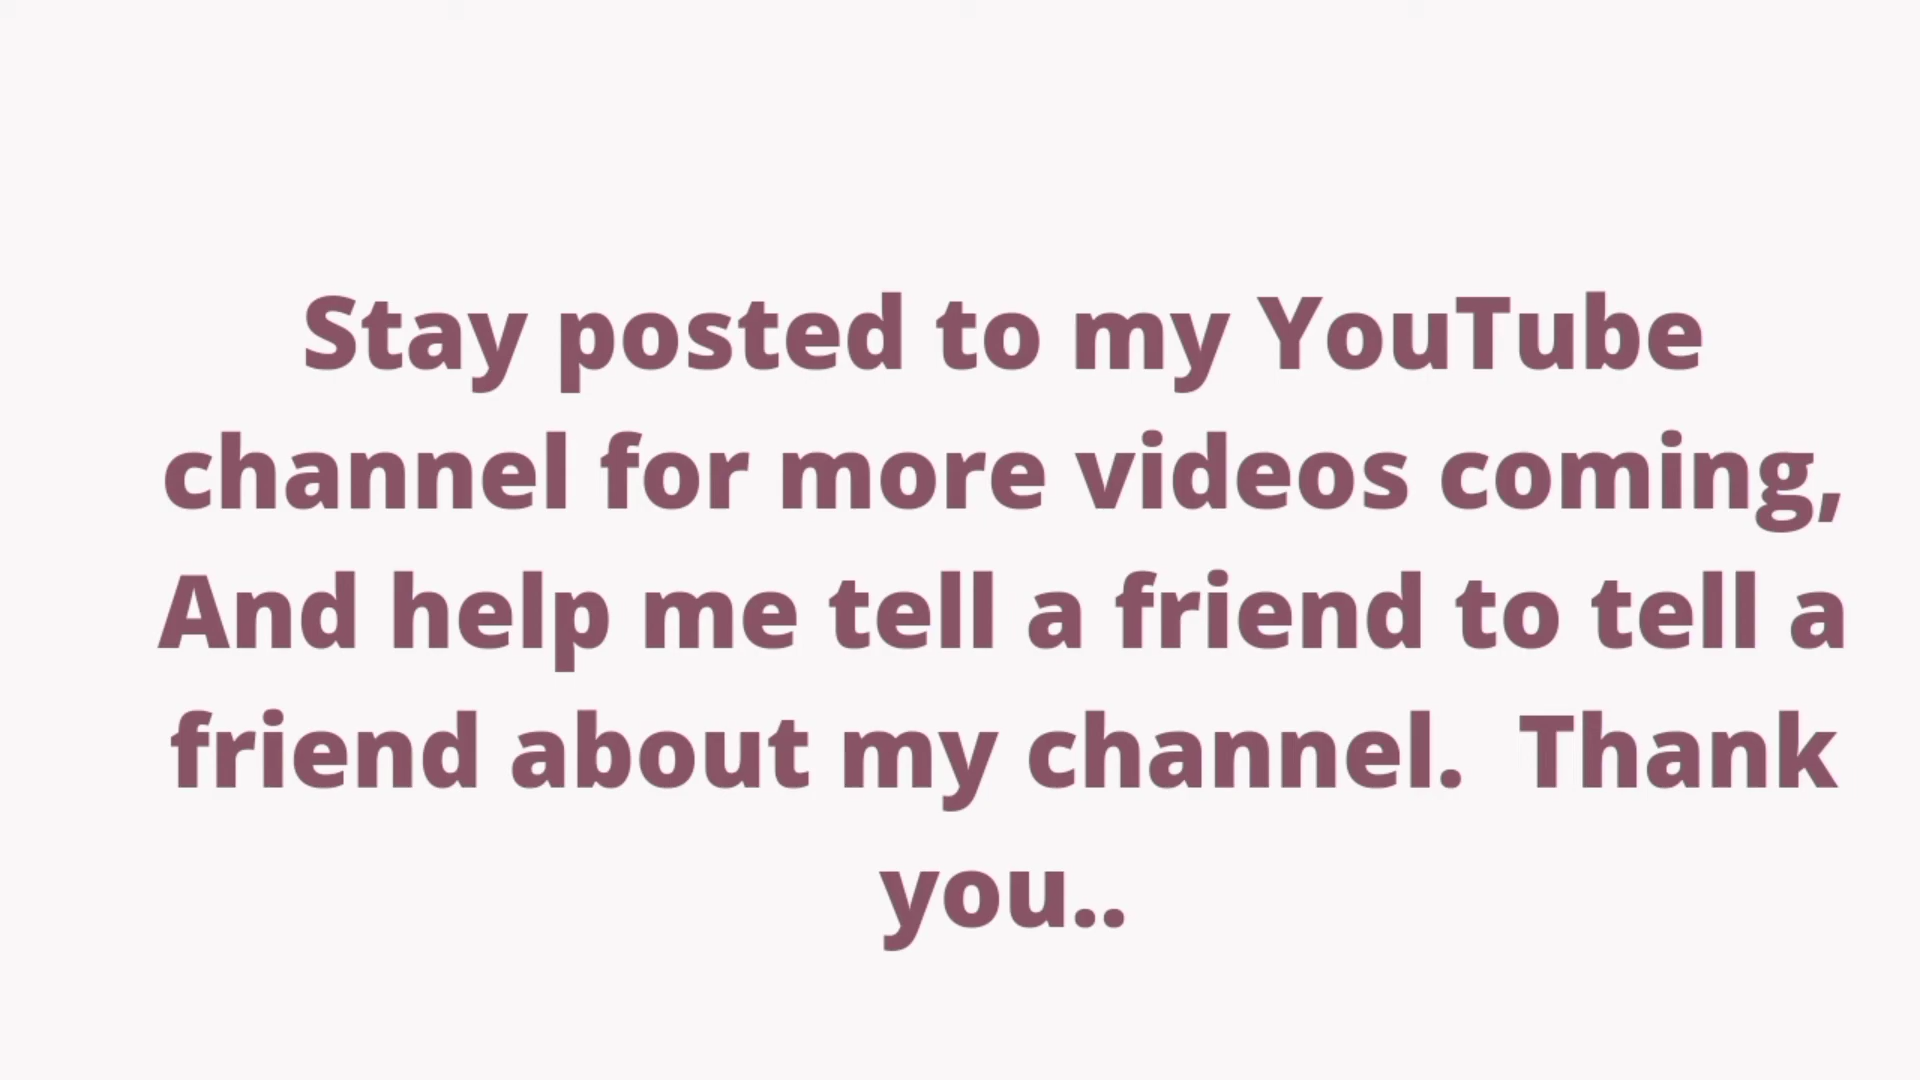 Stay posted to my YouTube
channel for more videos coming,
And help me tell a friend to tell a
friend about my channel.  Thank
you..